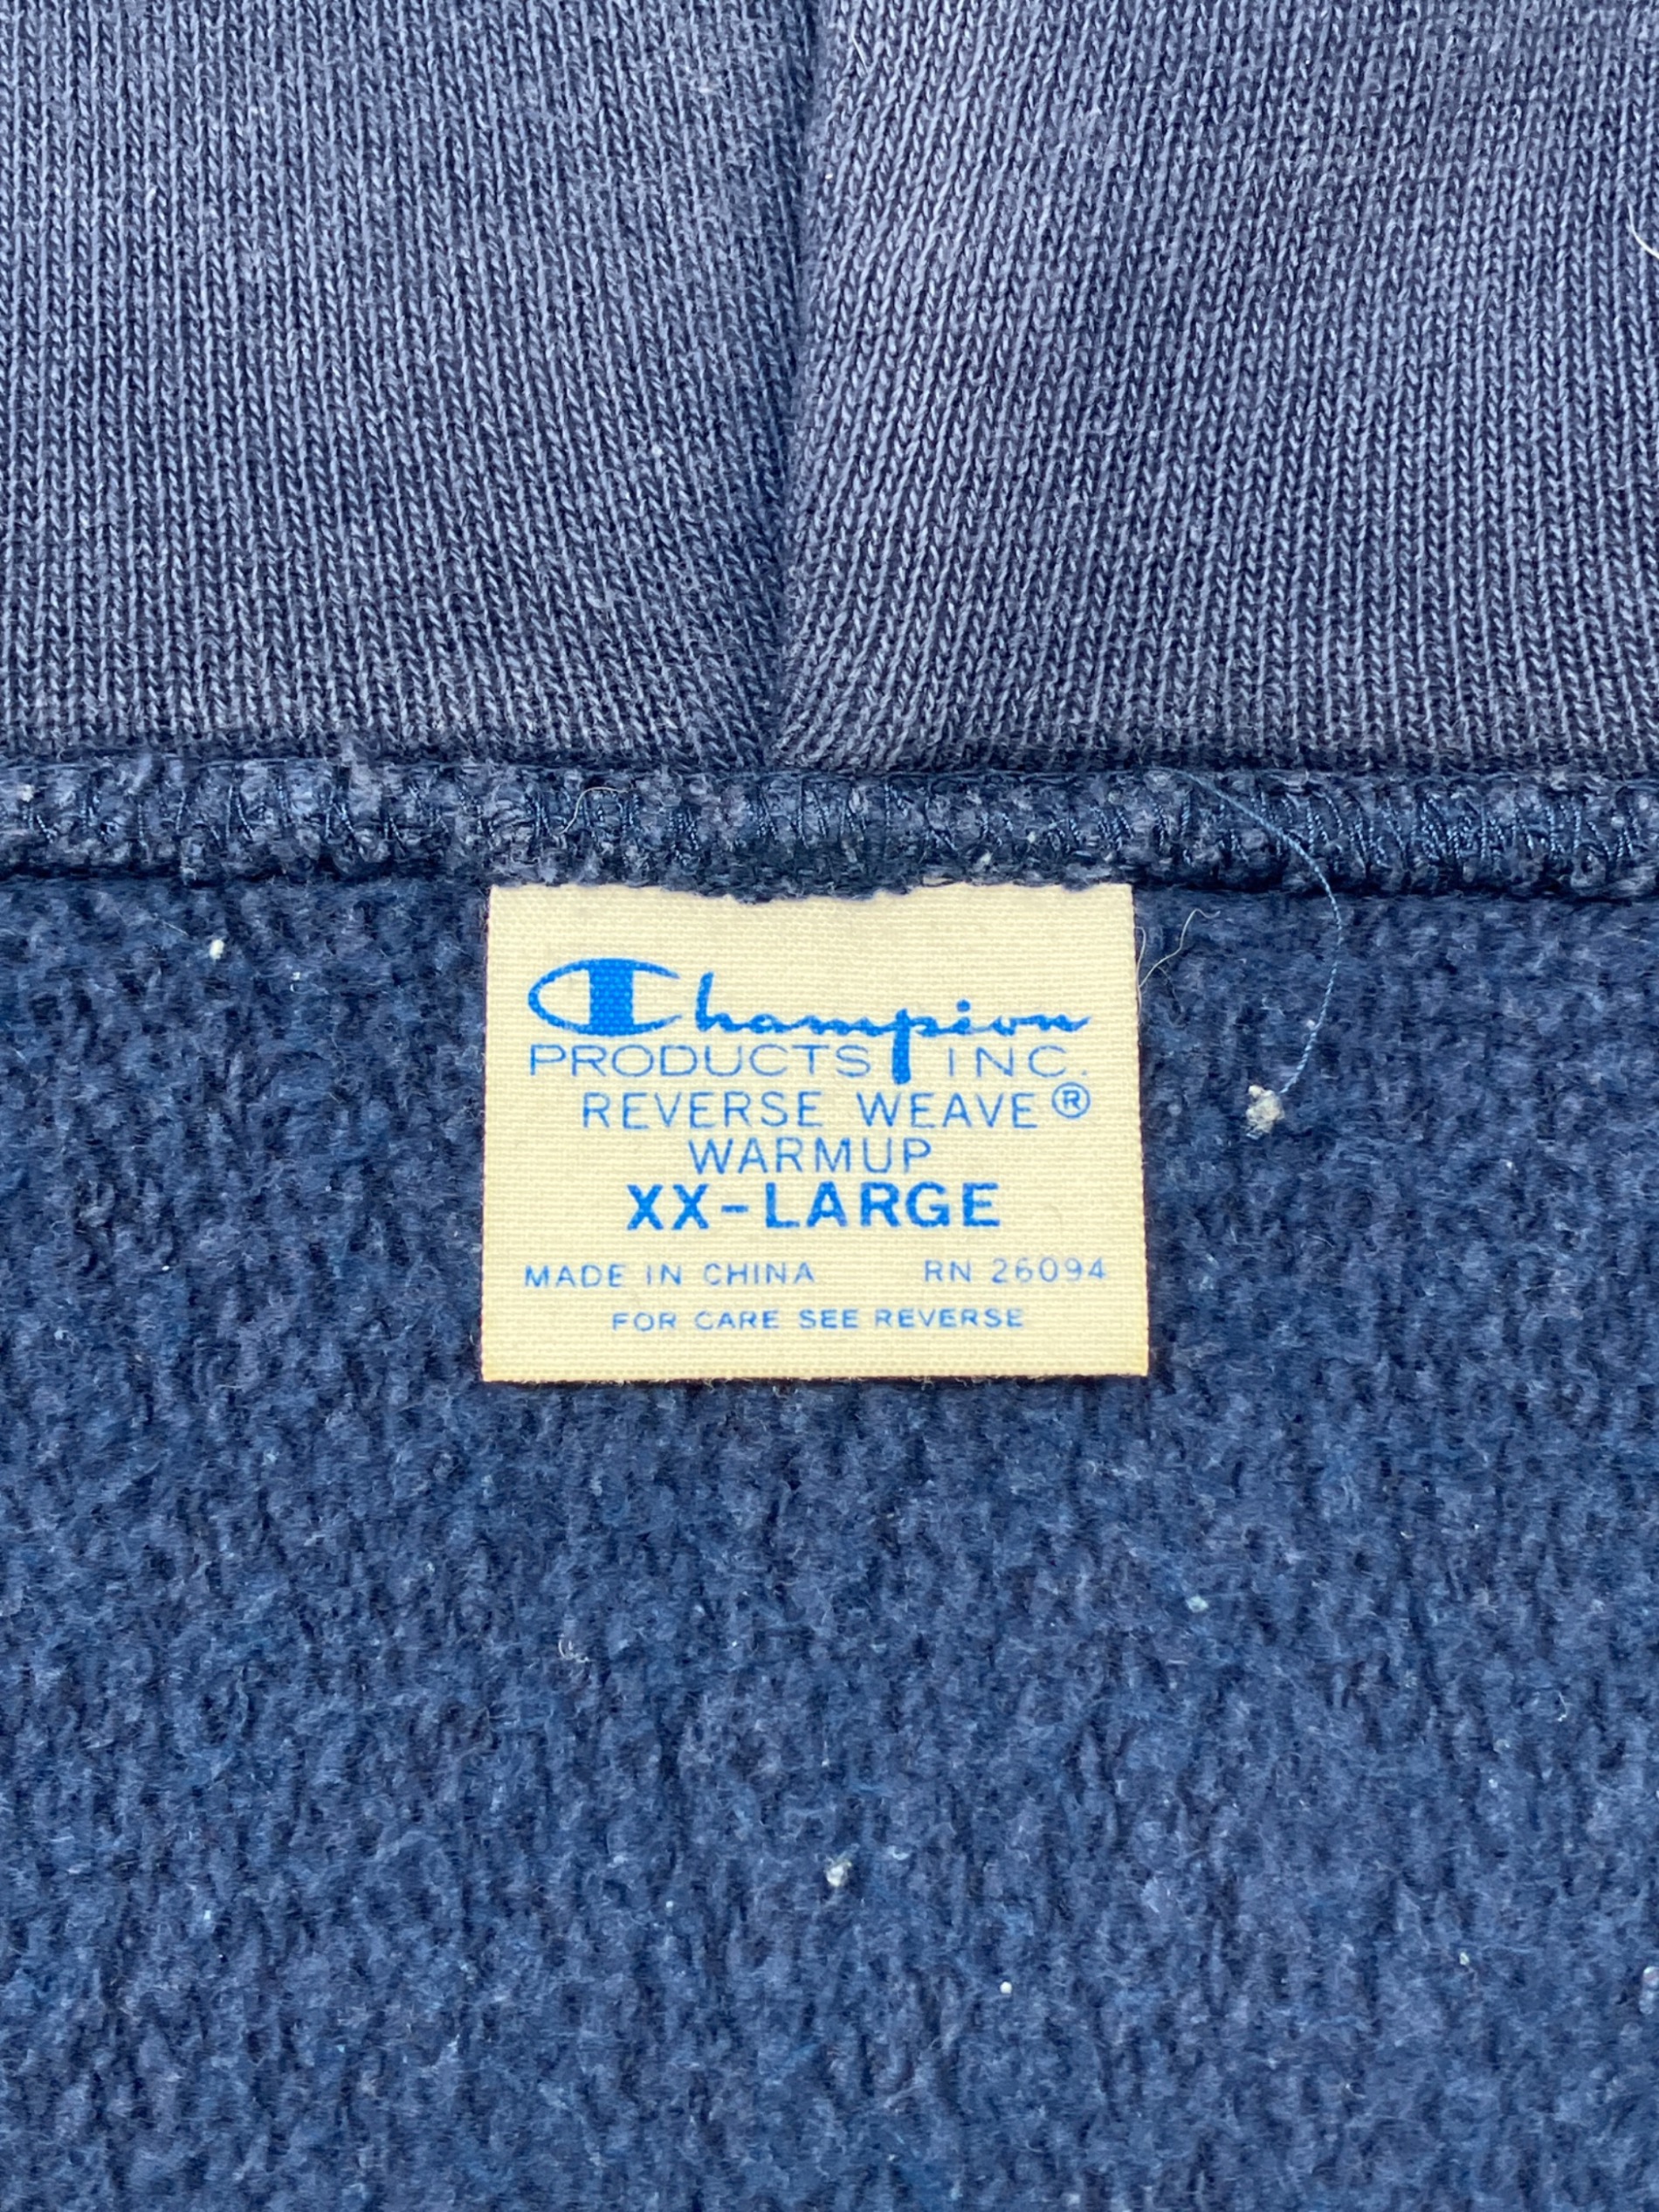 Champion
PRODUCTS INC.
REVERSE WEAVE®
WARMUP
XX-LARGE
MADE IN CHINA RN 26094
FOR CARE SEE REVERSE